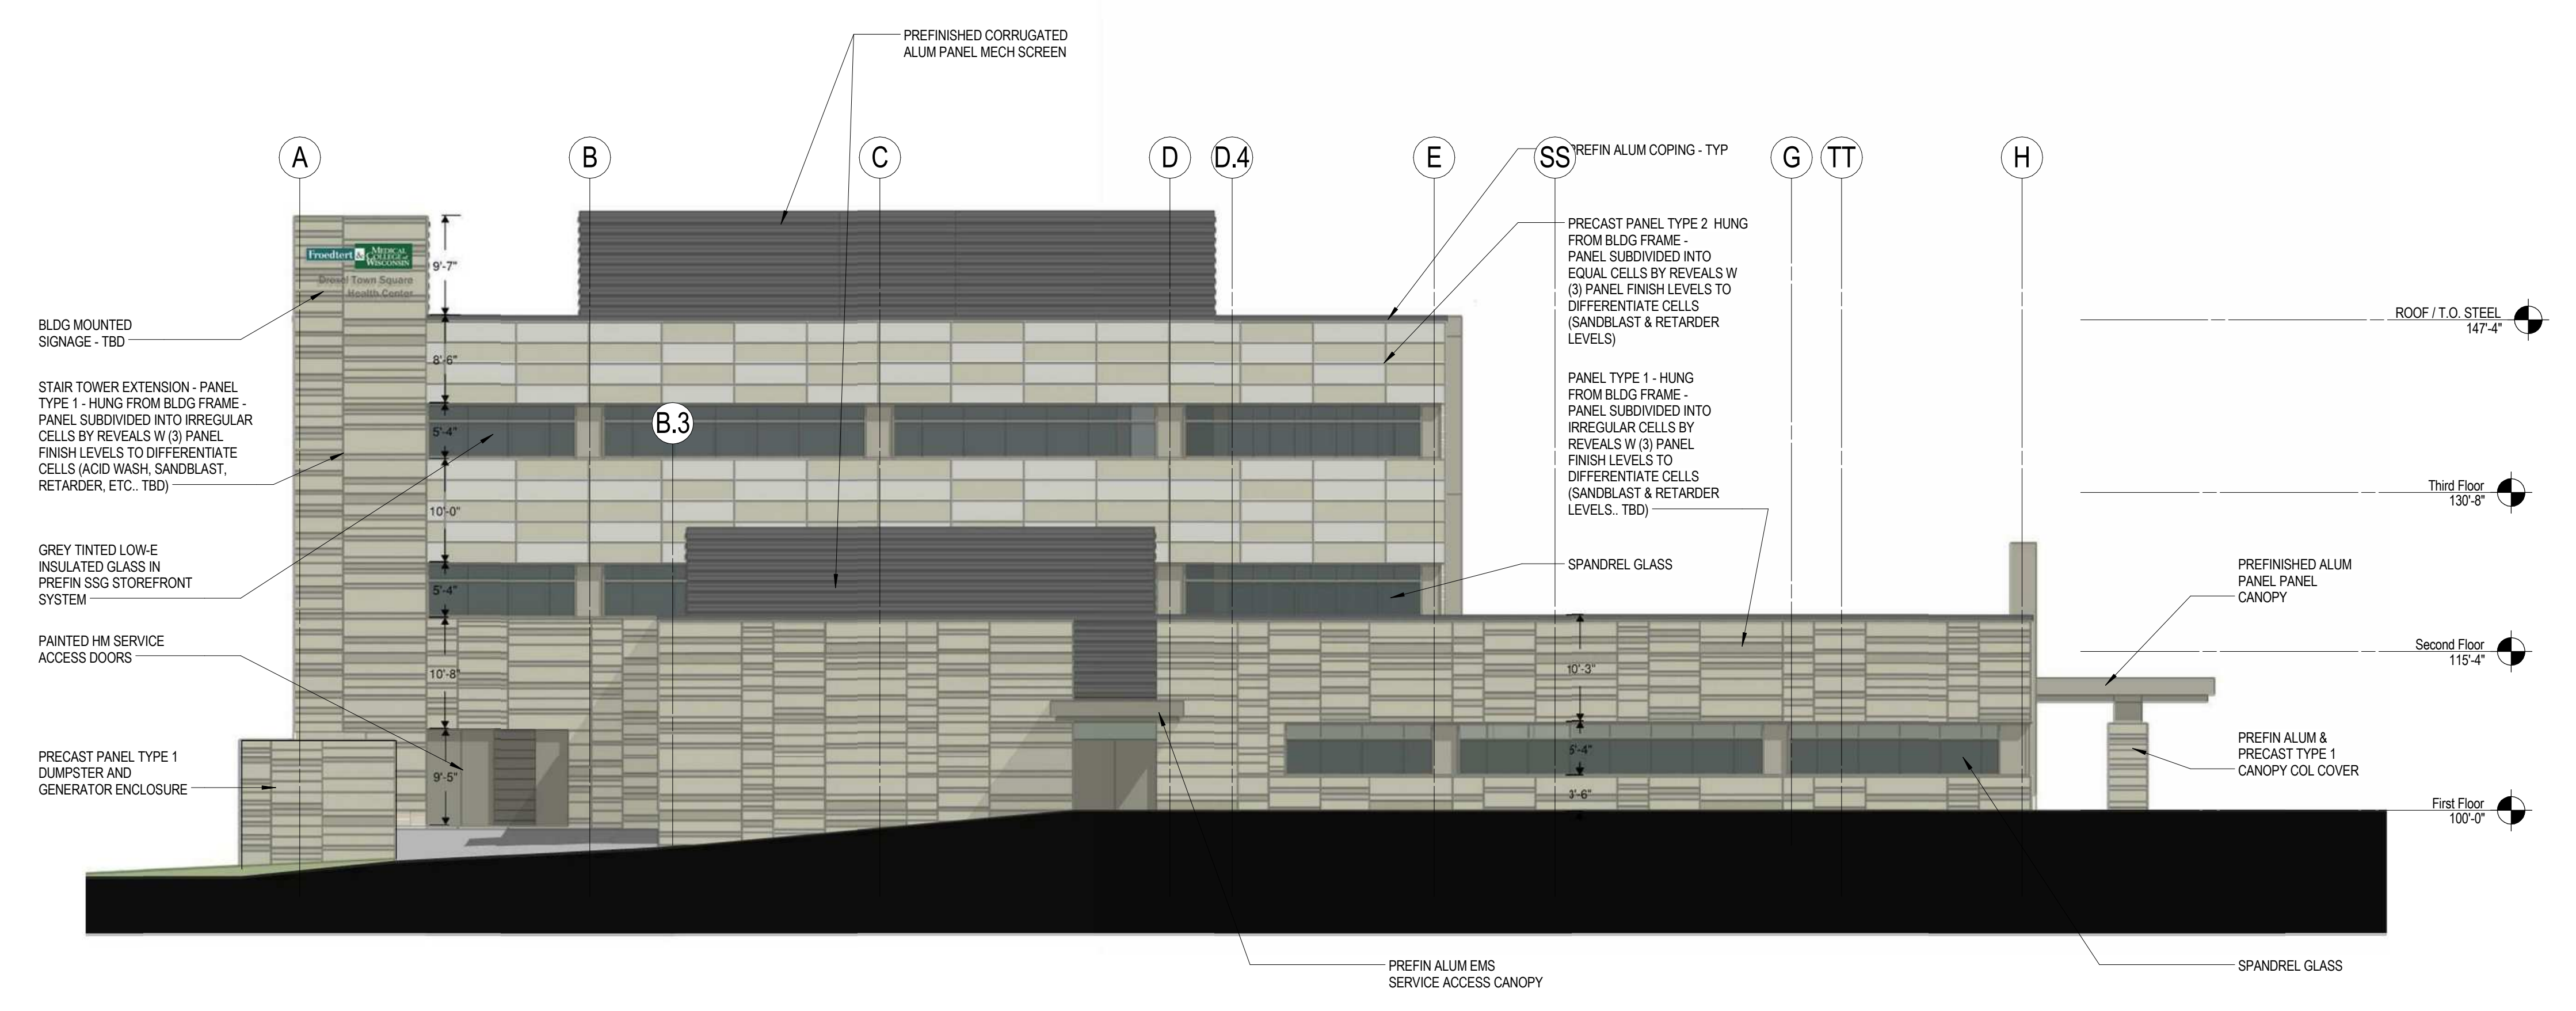 PREFINISHED CORRUGATED
ALUM PANEL MECH SCREEN
A
B
C
D
D.4
E
SS
G
TT
H
PREFIN ALUM COPING - TYP
PRECAST PANEL TYPE 2 HUNG
FROM BLDG FRAME -
PANEL SUBDIVIDED INTO
EQUAL CELLS BY REVEALS W
(3) PANEL FINISH LEVELS TO
DIFFERENTIATE CELLS
(SANDBLAST & RETARDER
LEVELS)
Froedtert &
MEDICAL
COLLEGE of
WISCONSIN
Drexel Town Square
Health Center
9'-7"
BLDG MOUNTED
SIGNAGE - TBD
ROOF / T.O. STEEL
147'-4"
8'-6"
STAIR TOWER EXTENSION - PANEL
TYPE 1 - HUNG FROM BLDG FRAME -
PANEL SUBDIVIDED INTO IRREGULAR
CELLS BY REVEALS W (3) PANEL
FINISH LEVELS TO DIFFERENTIATE
CELLS (ACID WASH, SANDBLAST,
RETARDER, ETC.. TBD)
PANEL TYPE 1 - HUNG
FROM BLDG FRAME -
PANEL SUBDIVIDED INTO
IRREGULAR CELLS BY
REVEALS W (3) PANEL
FINISH LEVELS TO
DIFFERENTIATE CELLS
(SANDBLAST & RETARDER
LEVELS.. TBD)
B.3
5'-4"
Third Floor
130'-8"
10'-0"
GREY TINTED LOW-E
INSULATED GLASS IN
PREFIN SSG STOREFRONT
SYSTEM
SPANDREL GLASS
PREFINISHED ALUM
PANEL PANEL
CANOPY
5'-4"
PAINTED HM SERVICE
ACCESS DOORS
10'-8"
10'-3"
Second Floor
115'-4"
PRECAST PANEL TYPE 1
DUMPSTER AND
GENERATOR ENCLOSURE
9'-5"
5'-4"
3'-6"
PREFIN ALUM &
PRECAST TYPE 1
CANOPY COL COVER
First Floor
100'-0"
PREFIN ALUM EMS
SERVICE ACCESS CANOPY
SPANDREL GLASS